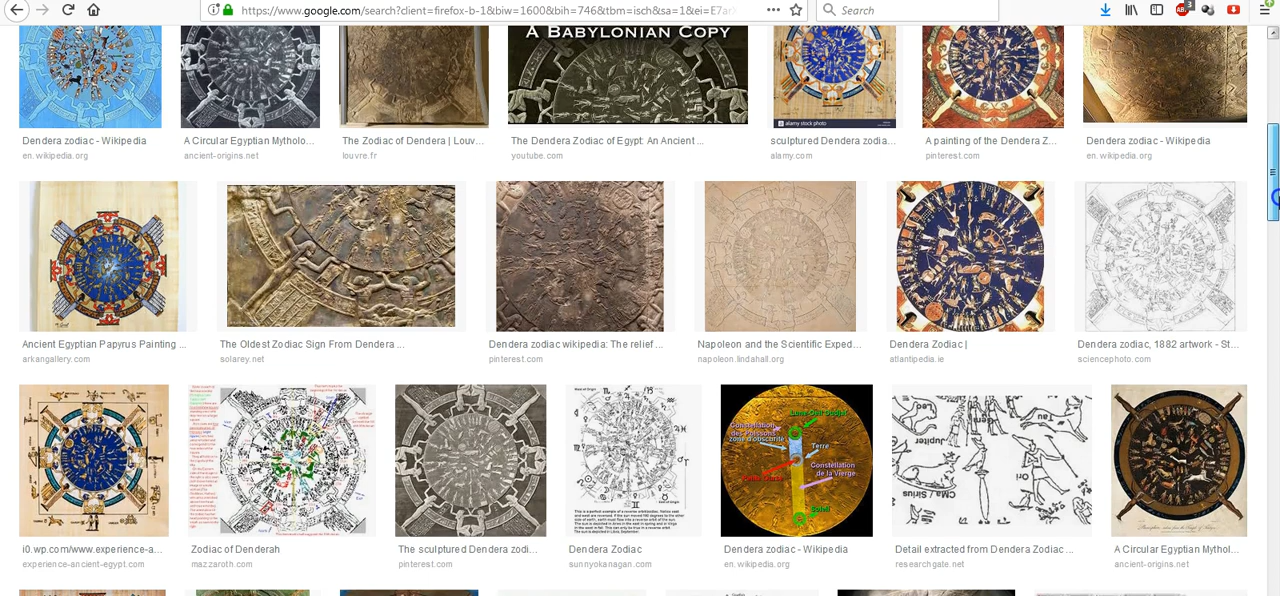 https://www.google.com/search?client=firefox-b-1&biw=1600&bih=746&tbm=isch&sa=1&ei=E7ar
Search
A BABYLONIAN COPY
alamy stock photo
Dendera zodiac - Wikipedia
en.wikipedia.org
A Circular Egyptian Mytholo...
ancient-origins.net
The Zodiac of Dendera | Louv...
louvre.fr
The Dendera Zodiac of Egypt: An Ancient ...
youtube.com
sculptured Dendera zodia...
alamy.com
A painting of the Dendera Z...
pinterest.com
Dendera zodiac - Wikipedia
en.wikipedia.org
Ancient Egyptian Papyrus Painting ...
arkangallery.com
The Oldest Zodiac Sign From Dendera ...
solarey.net
Dendera zodiac wikipedia: The relief ...
pinterest.com
Napoleon and the Scientific Exped...
napoleon.lindahall.org
Dendera Zodiac |
atlantipedia.ie
Dendera zodiac, 1882 artwork - St...
sciencephoto.com
Constellation
des Poissons
zone d'obscurité
Terre
Constellation
de la Vierge
Soleil
Jupiter
CMa / Sirius
i0.wp.com/www.experience-a...
experience-ancient-egypt.com
Zodiac of Denderah
mazzaroth.com
The sculptured Dendera zodi...
pinterest.com
Dendera Zodiac
sunnyokanagan.com
Dendera zodiac - Wikipedia
en.wikipedia.org
Detail extracted from Dendera Zodiac ...
researchgate.net
A Circular Egyptian Mythol...
ancient-origins.net